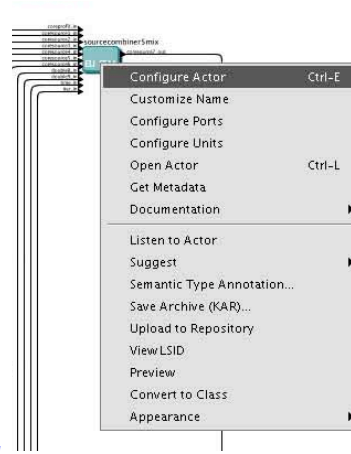 sourcecombiner5mix
Configure Actor Ctrl-E
Customize Name
Configure Ports
Configure Units
Open Actor Ctrl-L
Get Metadata
Documentation
Listen to Actor
Suggest
Semantic Type Annotation...
Save Archive (KAR)...
Upload to Repository
View LSID
Preview
Convert to Class
Appearance